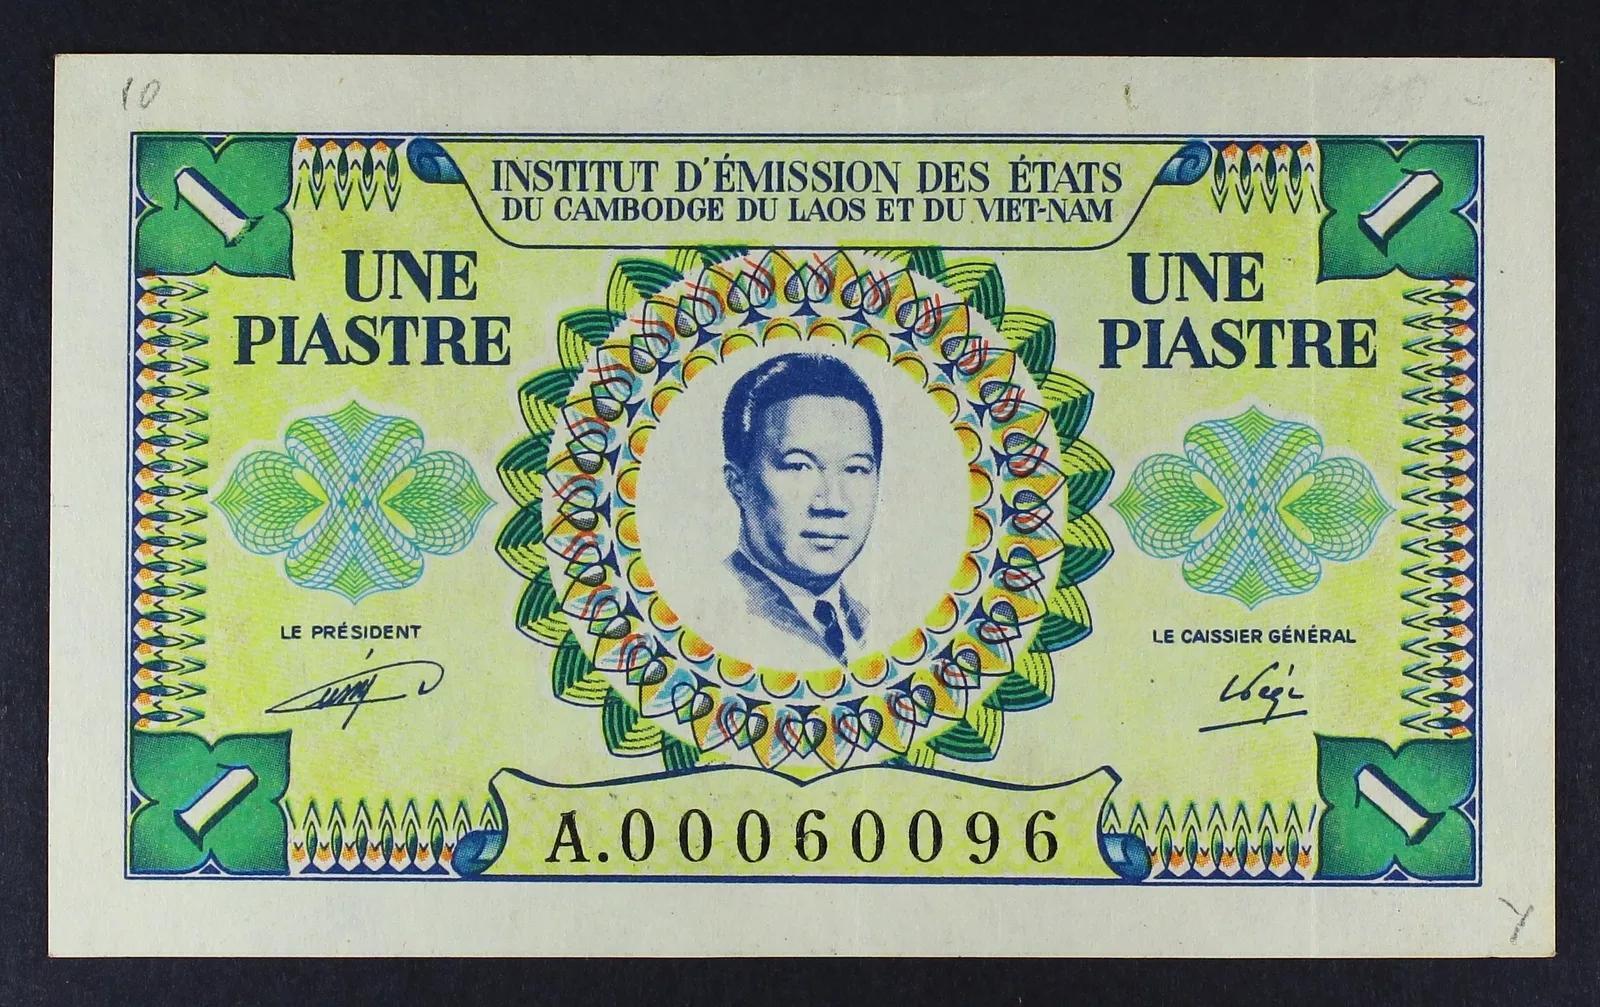 10
1 INSTITUT D'ÉMISSION DES ÉTATS 1
DU CAMBODGE DU LAOS ET DU VIET-NAM
UNE UNE
PIASTRE PIASTRE
LE PRÉSIDENT LE CAISSIER GÉNÉRAL
1 A.00060096 1